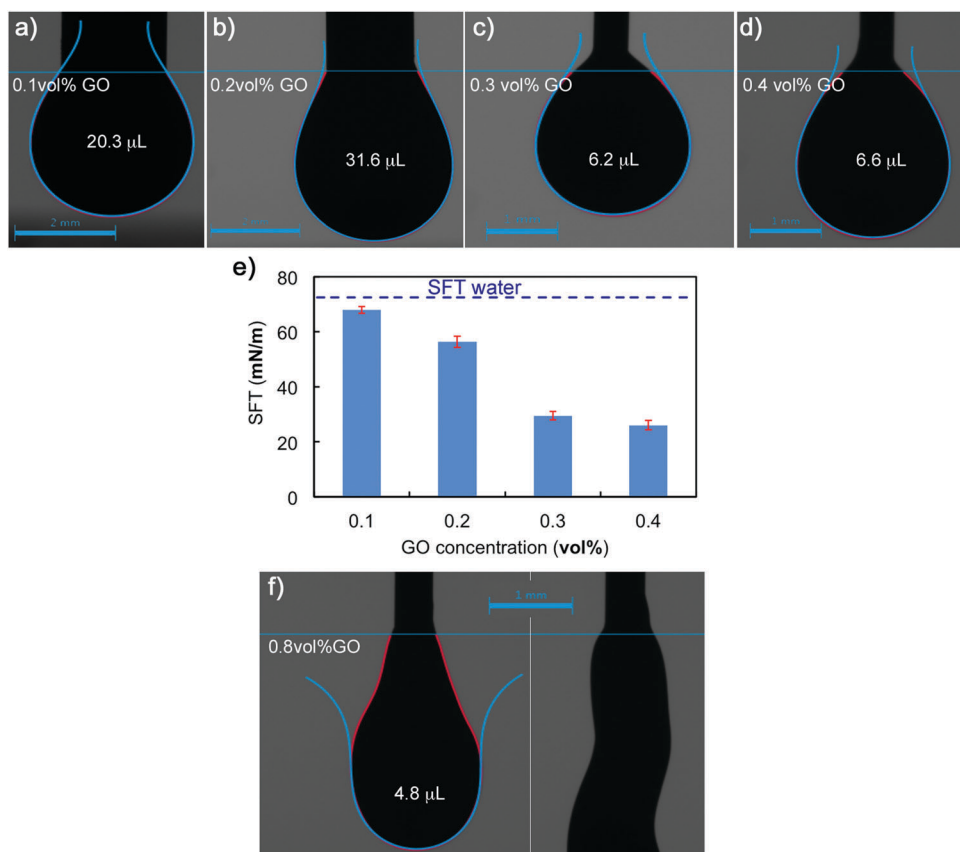 a)
0.1vol% GO
20.3 μL
2 mm
b)
0.2vol% GO
31.6 μL
c)
0.3 vol% GO
6.2 μL
d)
0.4 vol% GO
6.6 μL
1 mm
e)
80
60
40
20
0
SFT (mN/m)
SFT water
0.1 0.2 0.3 0.4
GO concentration (vol%)
f)
0.8vol%GO
4.8 μL
1 mm